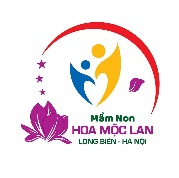 Mầm Non
HOA MỘC LAN
LONG BIÊN - HÀ NỘI